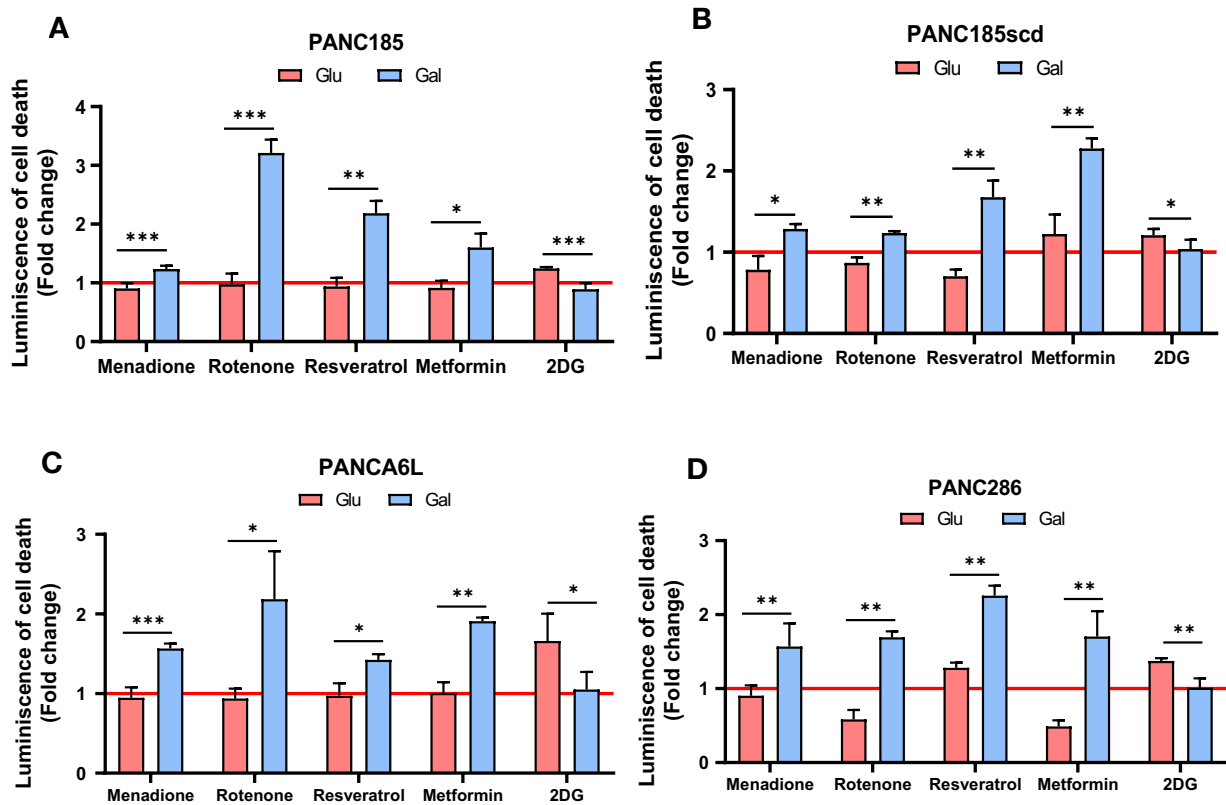 A
PANC185
Glu Gal
Luminiscence of cell death
(Fold change)
4
3
2
1
0
*** *** ** * ***
Menadione Rotenone Resveratrol Metformin 2DG
B
PANC185scd
Glu Gal
Luminiscence of cell death
(Fold change)
3
2
1
0
* ** ** ** *
Menadione Rotenone Resveratrol Metformin 2DG
C
PANCA6L
Glu Gal
Luminiscence of cell death
(Fold change)
3
2
1
0
*** * * ** *
Menadione Rotenone Resveratrol Metformin 2DG
D
PANC286
Glu Gal
Luminiscence of cell death
(Fold change)
3
2
1
0
** ** ** ** **
Menadione Rotenone Resveratrol Metformin 2DG